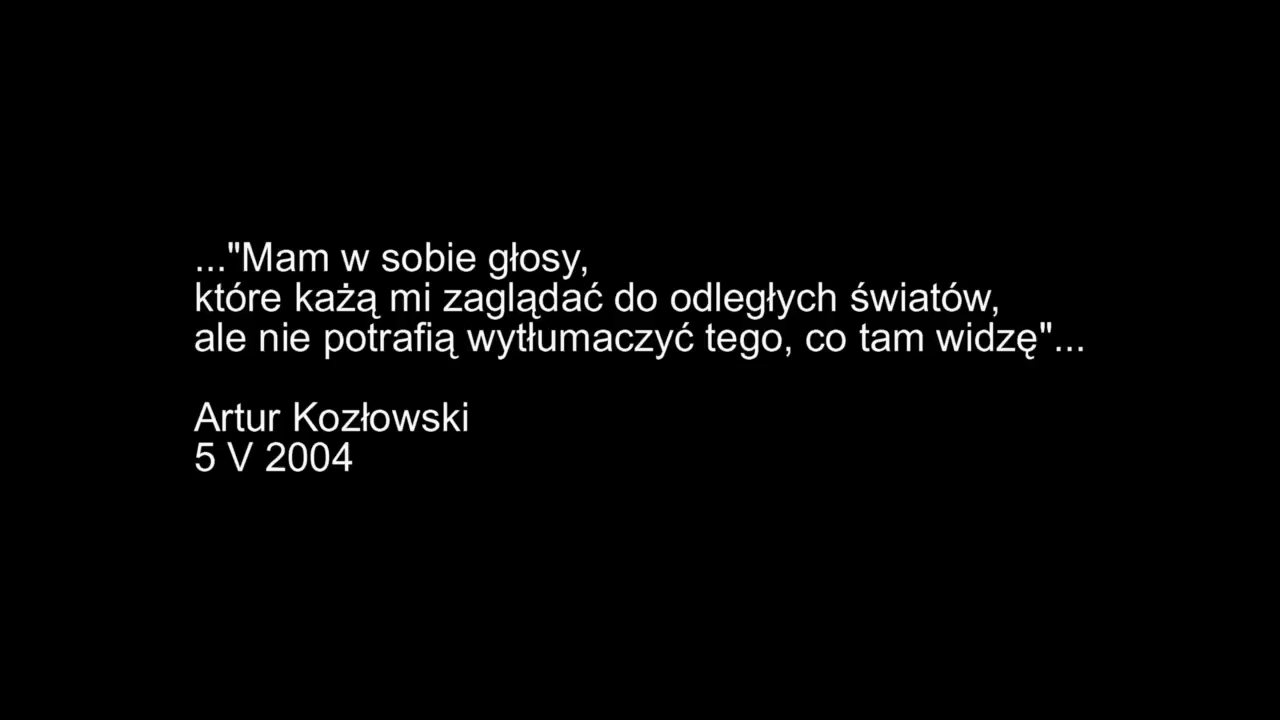 ..."Mam w sobie głosy,
które każą mi zaglądać do odległych światów,
ale nie potrafią wytłumaczyć tego, co tam widzę"...
Artur Kozłowski
5 V 2004